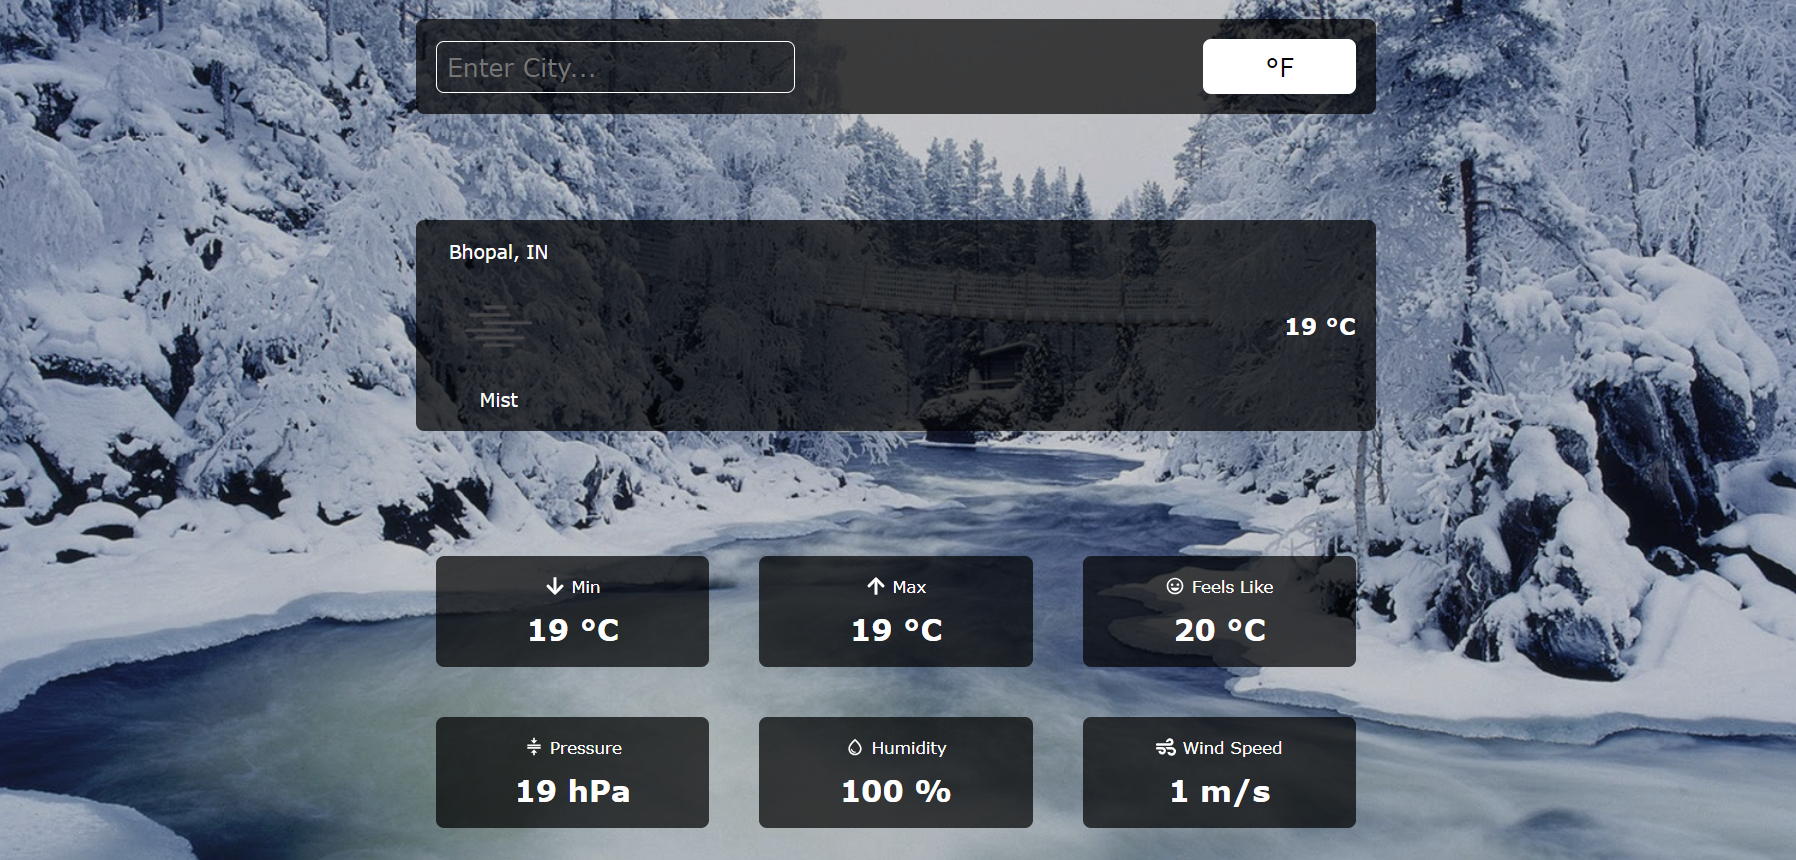 Enter City...
°F
Bhopal, IN
19 °C
Mist
Min
19 °C
Max
19 °C
Feels Like
20 °C
Pressure
19 hPa
Humidity
100 %
Wind Speed
1 m/s